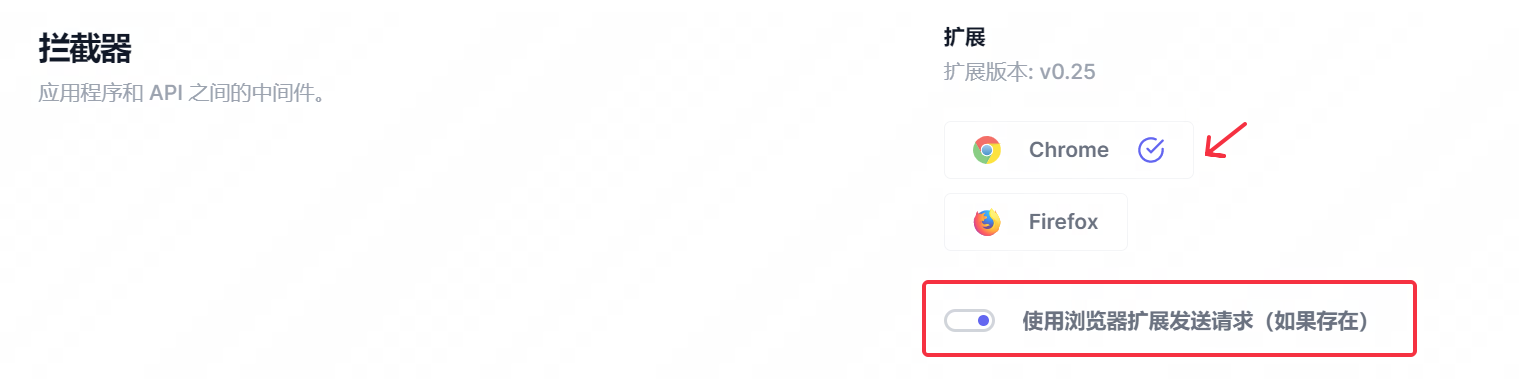 拦截器
应用程序和 API 之间的中间件。
扩展
扩展版本: v0.25
Chrome
Firefox
使用浏览器扩展发送请求（如果存在）